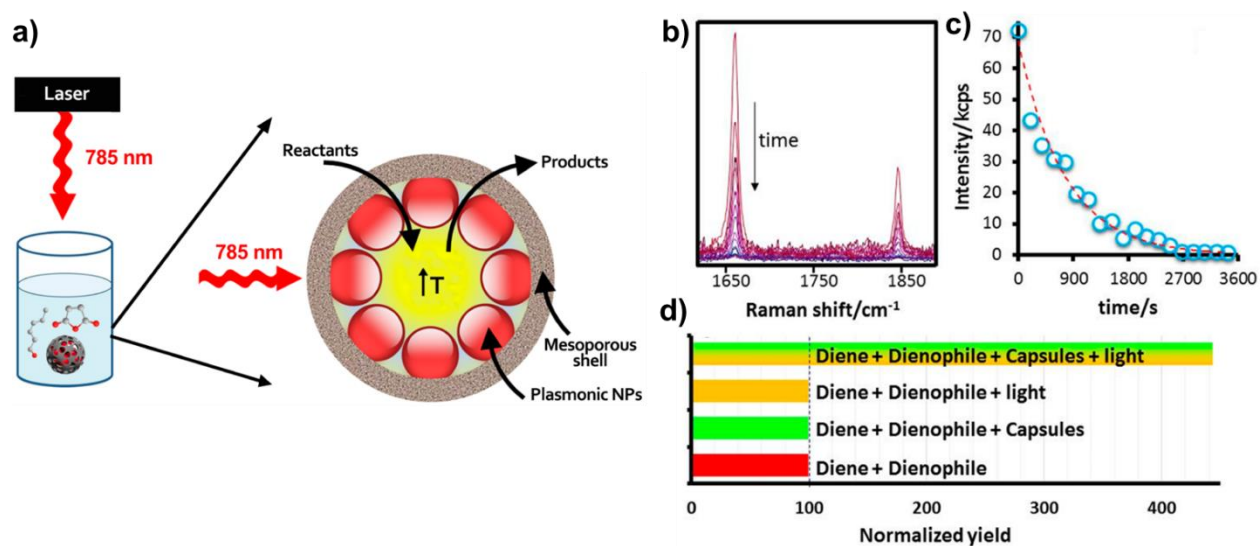 a)
Laser
785 nm
785 nm
Reactants
Products
↑T
Mesoporous
shell
Plasmonic NPs
b)
time
1650
1750
1850
Raman shift/cm-1
c)
Intensity/kcps
70
60
50
40
30
20
10
0
0
900
1800
2700
3600
time/s
d)
Diene + Dienophile + Capsules + light
Diene + Dienophile + light
Diene + Dienophile + Capsules
Diene + Dienophile
0
100
200
300
400
Normalized yield